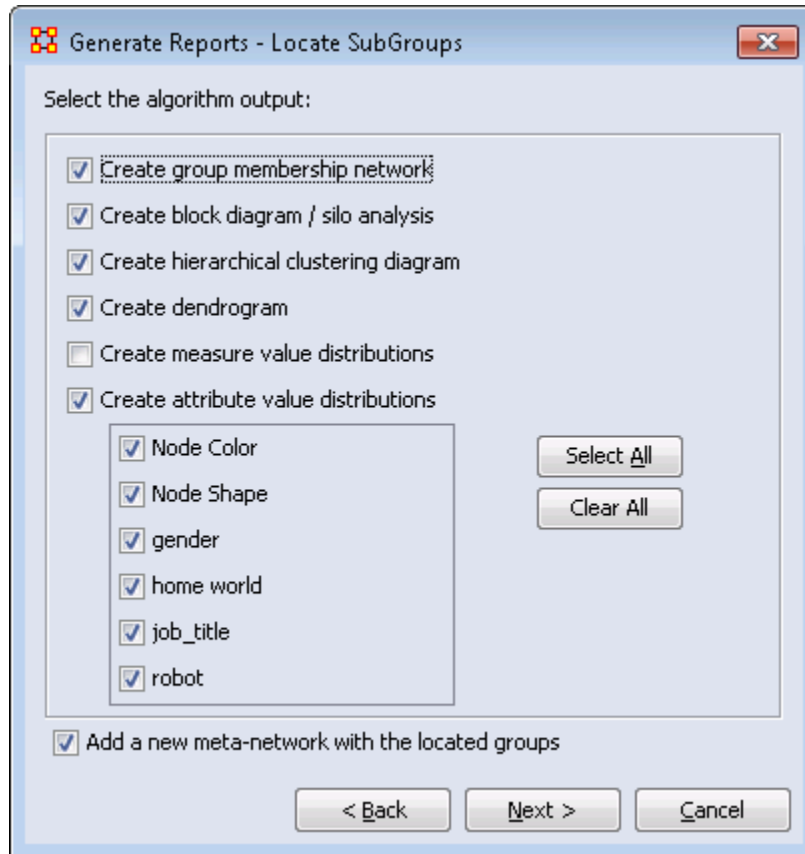 Generate Reports - Locate SubGroups
Select the algorithm output:
Create group membership network
Create block diagram / silo analysis
Create hierarchical clustering diagram
Create dendrogram
Create measure value distributions
Create attribute value distributions
Node Color
Node Shape
gender
home world
job_title
robot
Select All
Clear All
Add a new meta-network with the located groups
< Back
Next >
Cancel